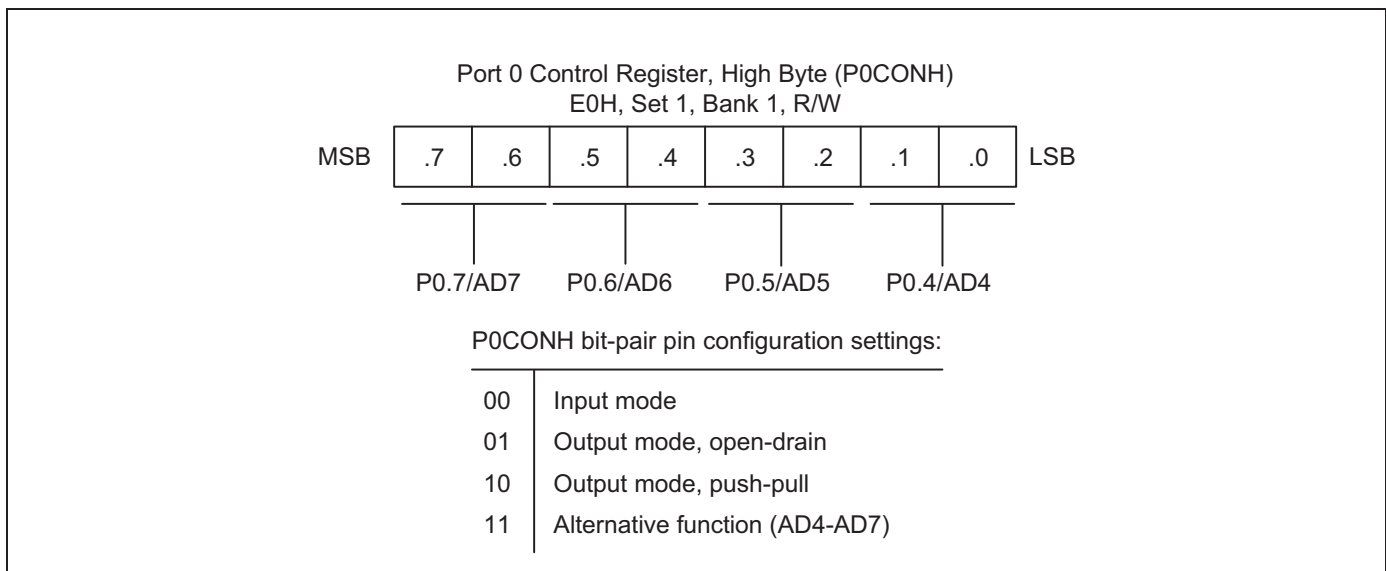 Port 0 Control Register, High Byte (P0CONH)
E0H, Set 1, Bank 1, R/W
MSB .7 .6 .5 .4 .3 .2 .1 .0 LSB
P0.7/AD7 P0.6/AD6 P0.5/AD5 P0.4/AD4
P0CONH bit-pair pin configuration settings:
00 Input mode
01 Output mode, open-drain
10 Output mode, push-pull
11 Alternative function (AD4-AD7)